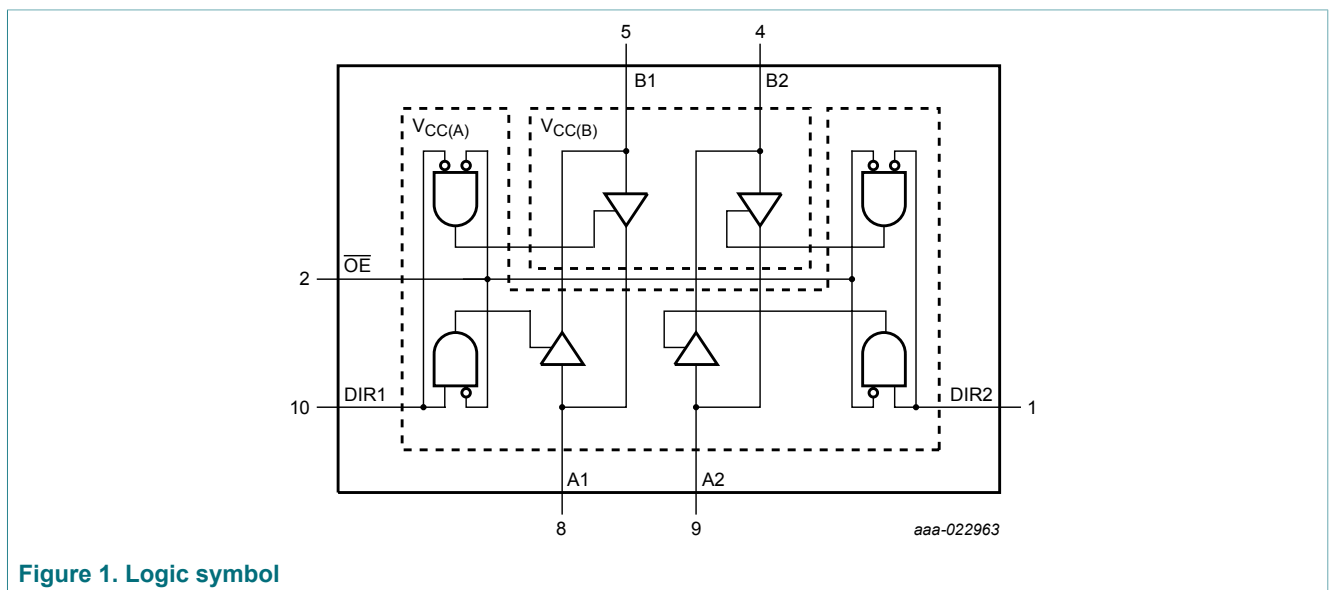 5 4
B1 B2
VCC(A) VCC(B)
2 OE
10 DIR1 DIR2 1
A1 A2
8 9
aaa-022963
Figure 1. Logic symbol